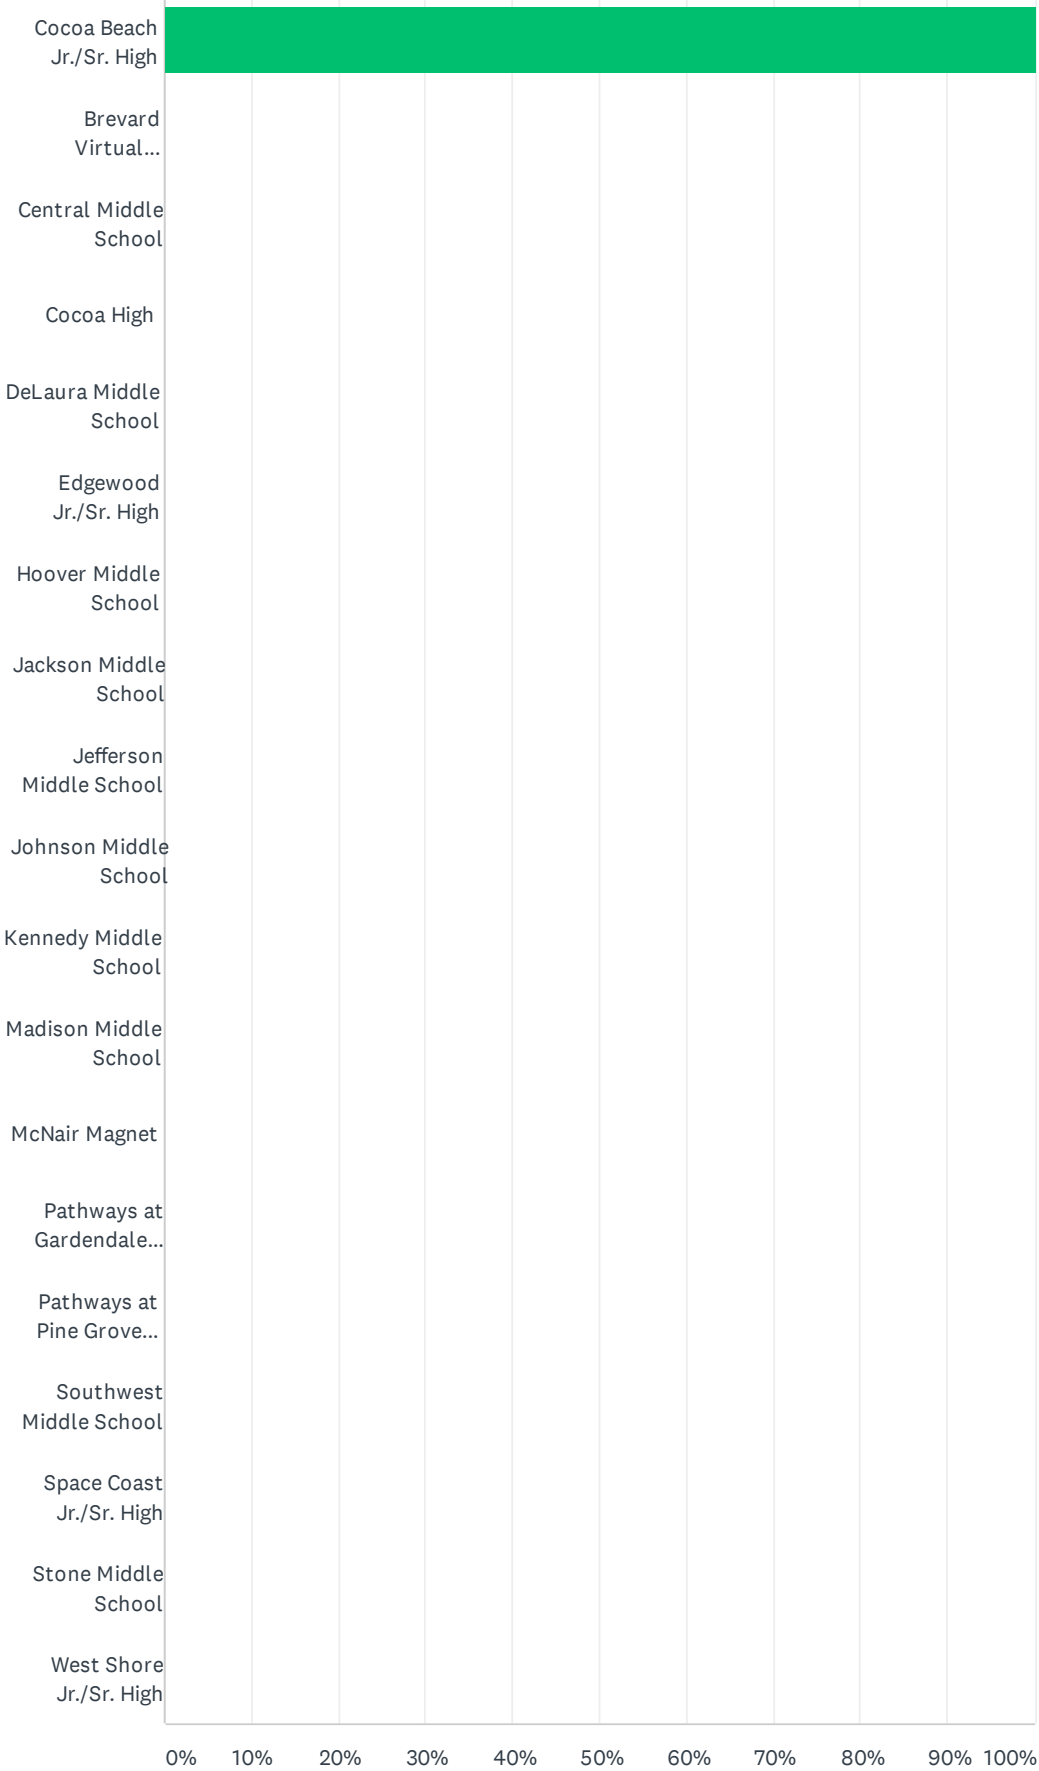 Cocoa Beach
Jr./Sr. High
Brevard
Virtual...
Central Middle
School
Cocoa High
DeLaura Middle
School
Edgewood
Jr./Sr. High
Hoover Middle
School
Jackson Middle
School
Jefferson
Middle School
Johnson Middle
School
Kennedy Middle
School
Madison Middle
School
McNair Magnet
Pathways at
Gardendale...
Pathways at
Pine Grove...
Southwest
Middle School
Space Coast
Jr./Sr. High
Stone Middle
School
West Shore
Jr./Sr. High
0% 10% 20% 30% 40% 50% 60% 70% 80% 90% 100%